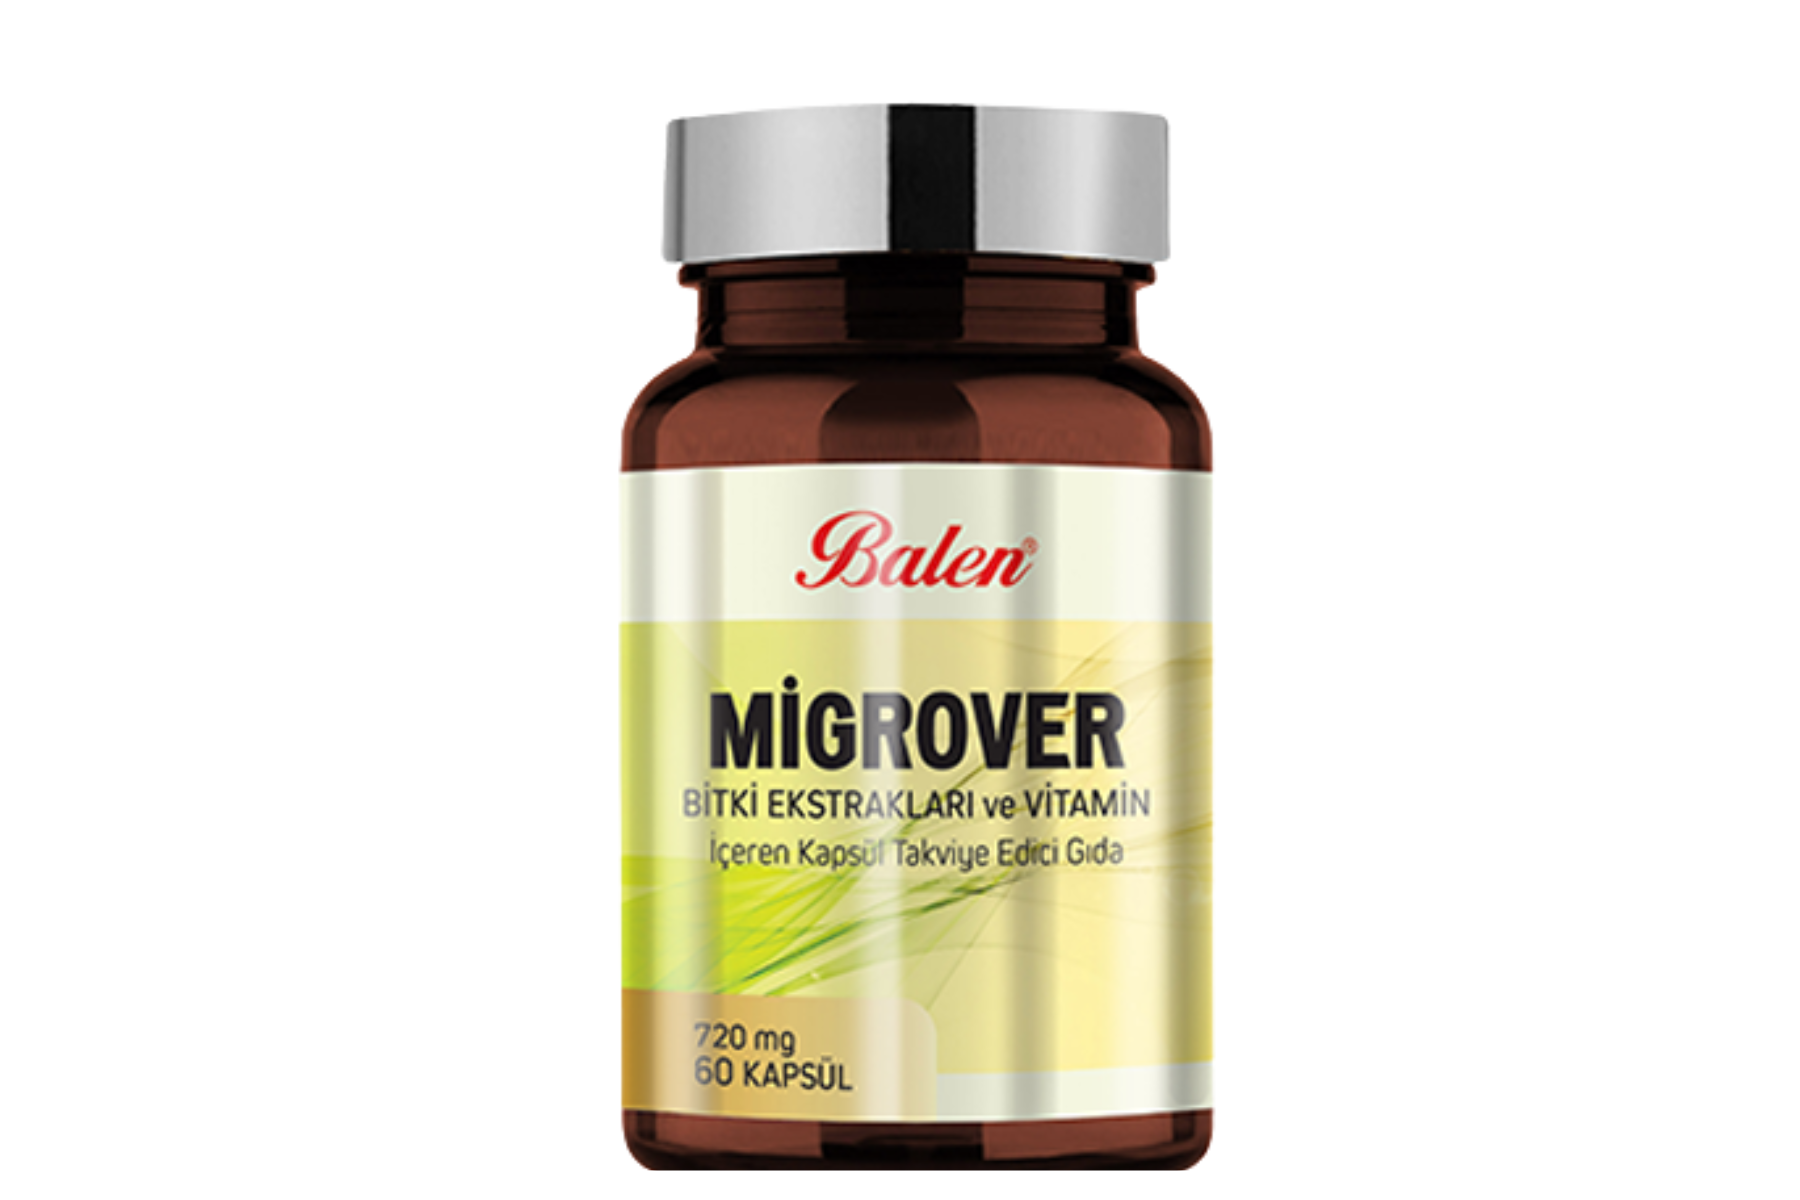 Balen®
MİGROVER
BİTKİ EKSTRAKLARI ve VİTAMİN
İçeren Kapsül Takviye Edici Gıda
720 mg
60 KAPSÜL